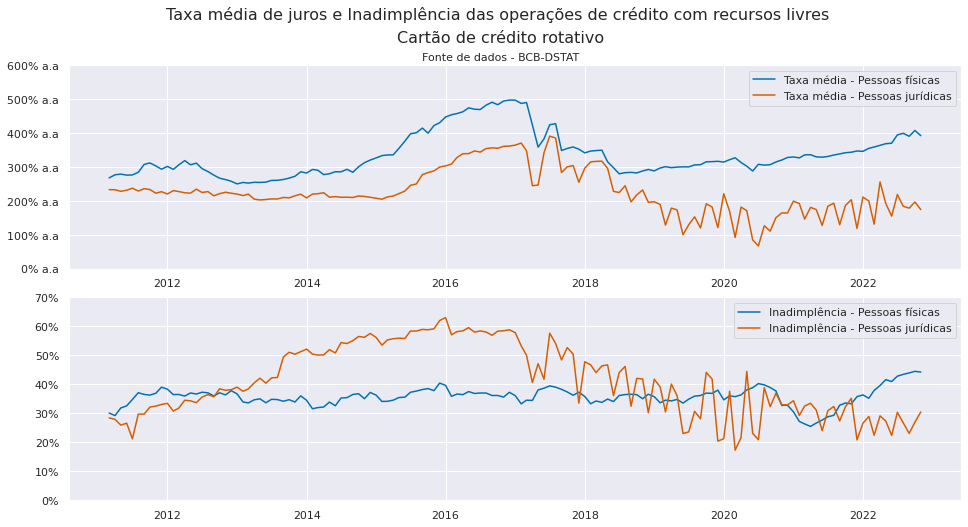 Taxa média de juros e Inadimplência das operações de crédito com recursos livres
Cartão de crédito rotativo
Fonte de dados - BCB-DSTAT
600% a.a
500% a.a
400% a.a
300% a.a
200% a.a
100% a.a
0% a.a
Taxa média - Pessoas físicas
Taxa média - Pessoas jurídicas
2012 2014 2016 2018 2020 2022
70%
60%
50%
40%
30%
20%
10%
0%
Inadimplência - Pessoas físicas
Inadimplência - Pessoas jurídicas
2012 2014 2016 2018 2020 2022